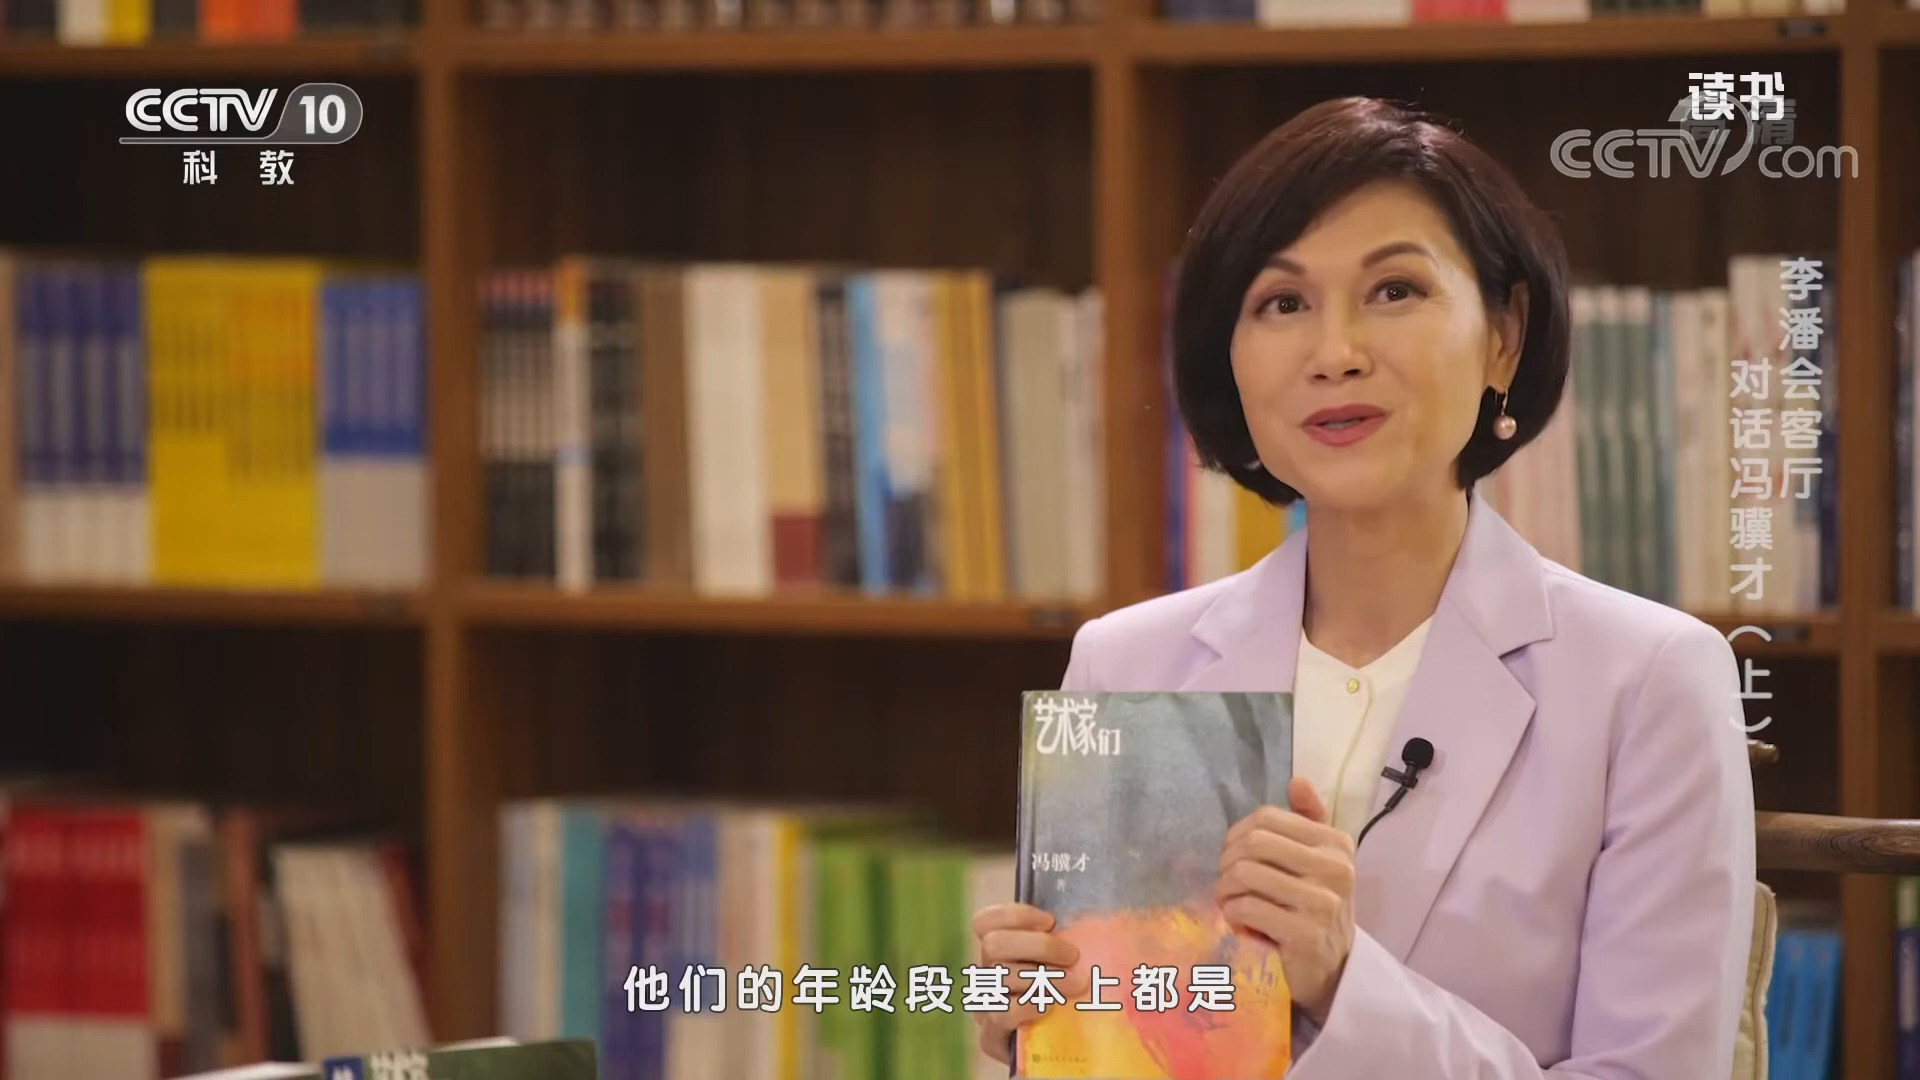 CCTV 10
科 教
读书
高清
CCTV.com
李潘会客厅
对话冯骥才（上）
艺术家们
冯骥才
著
他们的年龄段基本上都是